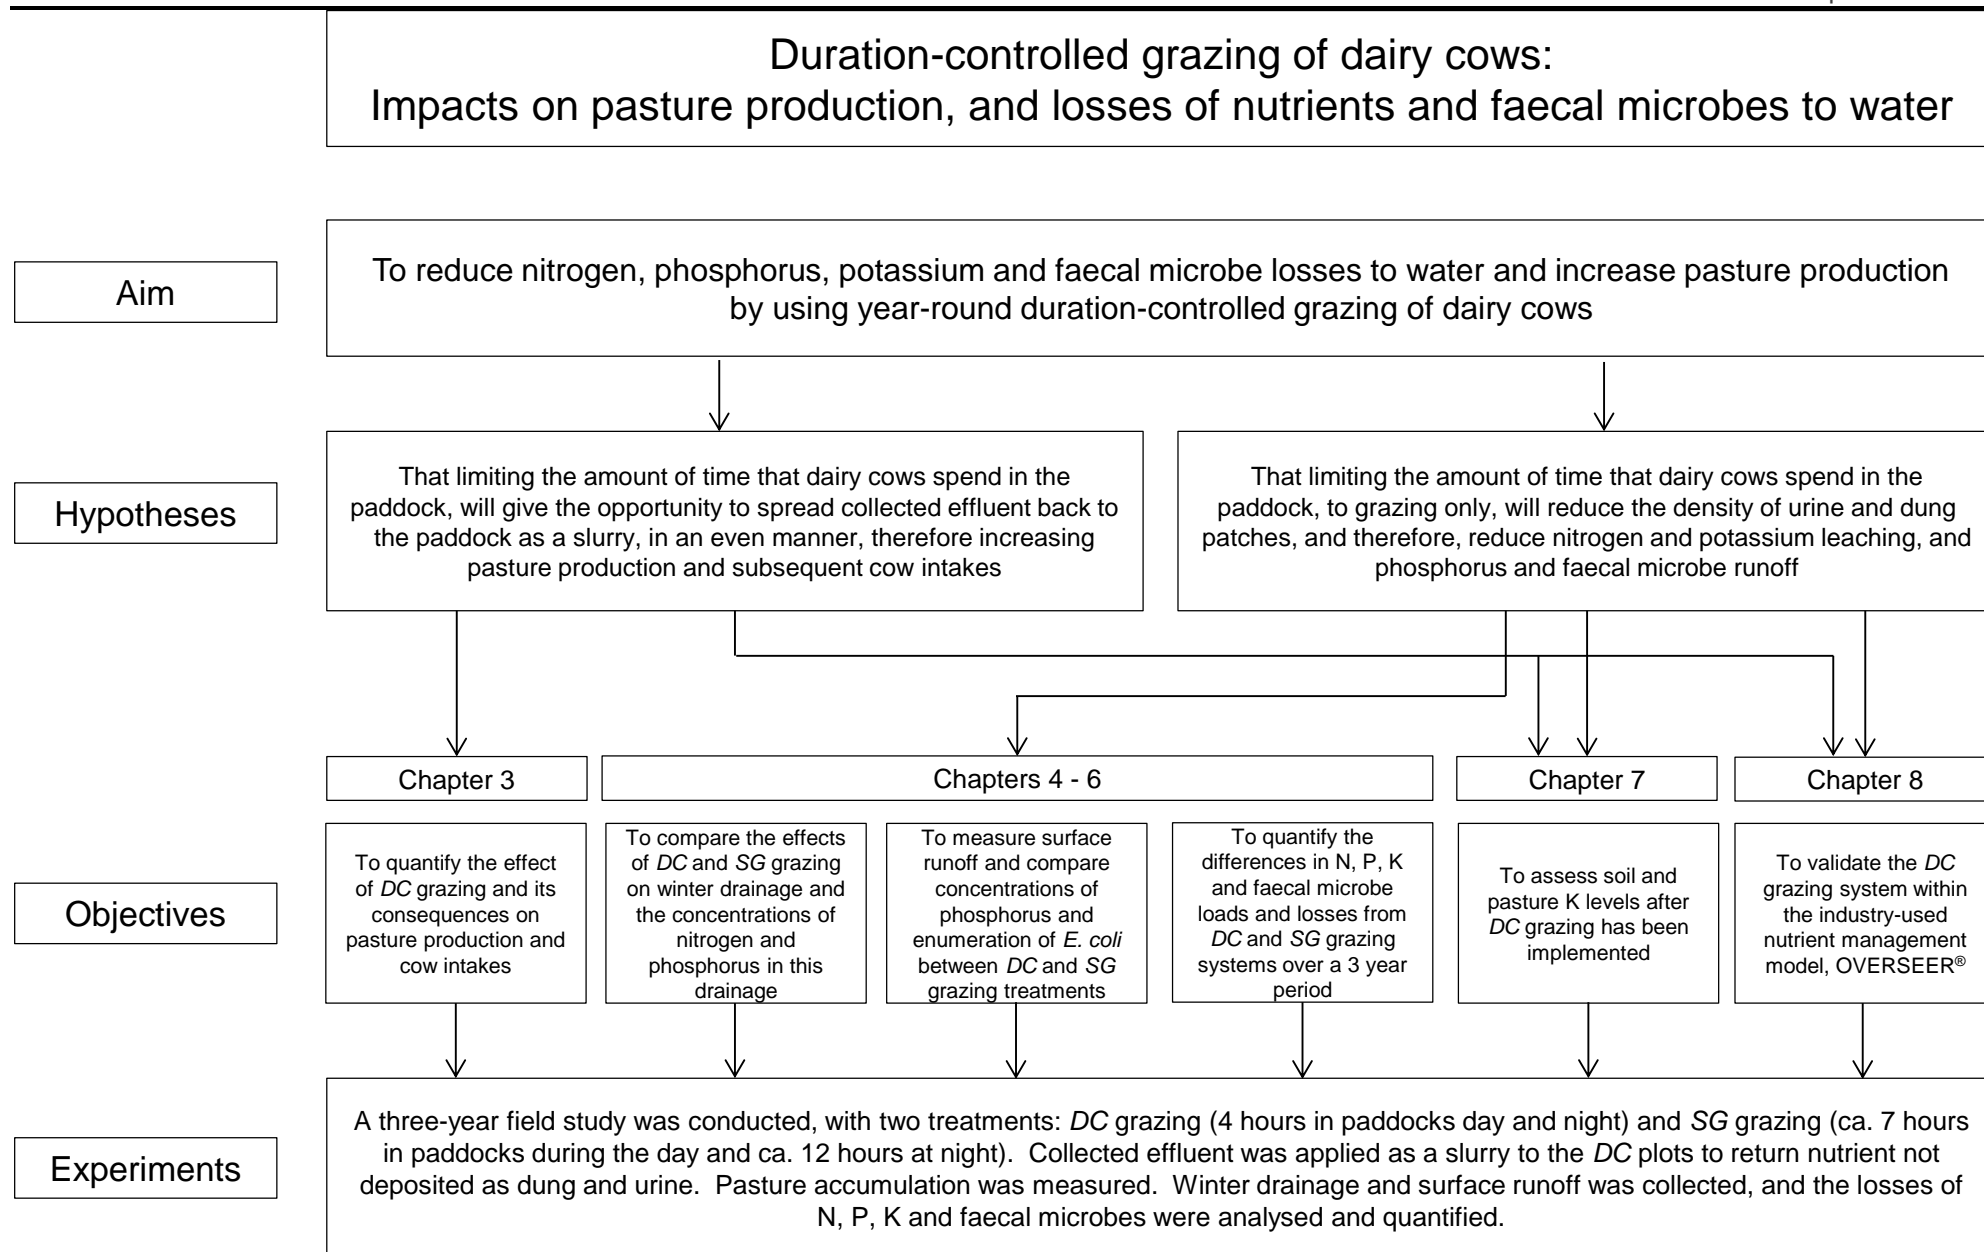 Duration-controlled grazing of dairy cows:
Impacts on pasture production, and losses of nutrients and faecal microbes to water
Aim
To reduce nitrogen, phosphorus, potassium and faecal microbe losses to water and increase pasture production
by using year-round duration-controlled grazing of dairy cows
Hypotheses
That limiting the amount of time that dairy cows spend in the
paddock, will give the opportunity to spread collected effluent back to
the paddock as a slurry, in an even manner, therefore increasing
pasture production and subsequent cow intakes
That limiting the amount of time that dairy cows spend in the
paddock, to grazing only, will reduce the density of urine and dung
patches, and therefore, reduce nitrogen and potassium leaching, and
phosphorus and faecal microbe runoff
Chapter 3
Chapters 4 - 6
Chapter 7
Chapter 8
Objectives
To quantify the effect
of DC grazing and its
consequences on
pasture production and
cow intakes
To compare the effects
of DC and SG grazing
on winter drainage and
the concentrations of
nitrogen and
phosphorus in this
drainage
To measure surface
runoff and compare
concentrations of
phosphorus and
enumeration of E. coli
between DC and SG
grazing treatments
To quantify the
differences in N, P, K
and faecal microbe
loads and losses from
DC and SG grazing
systems over a 3 year
period
To assess soil and
pasture K levels after
DC grazing has been
implemented
To validate the DC
grazing system within
the industry-used
nutrient management
model, OVERSEER®
Experiments
A three-year field study was conducted, with two treatments: DC grazing (4 hours in paddocks day and night) and SG grazing (ca. 7 hours
in paddocks during the day and ca. 12 hours at night). Collected effluent was applied as a slurry to the DC plots to return nutrient not
deposited as dung and urine. Pasture accumulation was measured. Winter drainage and surface runoff was collected, and the losses of
N, P, K and faecal microbes were analysed and quantified.